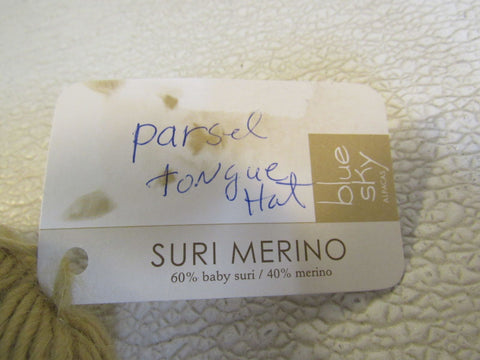 parsel
tongue
Hat
blue
sky
ALPACAS
SURI MERINO
60% baby suri / 40% merino